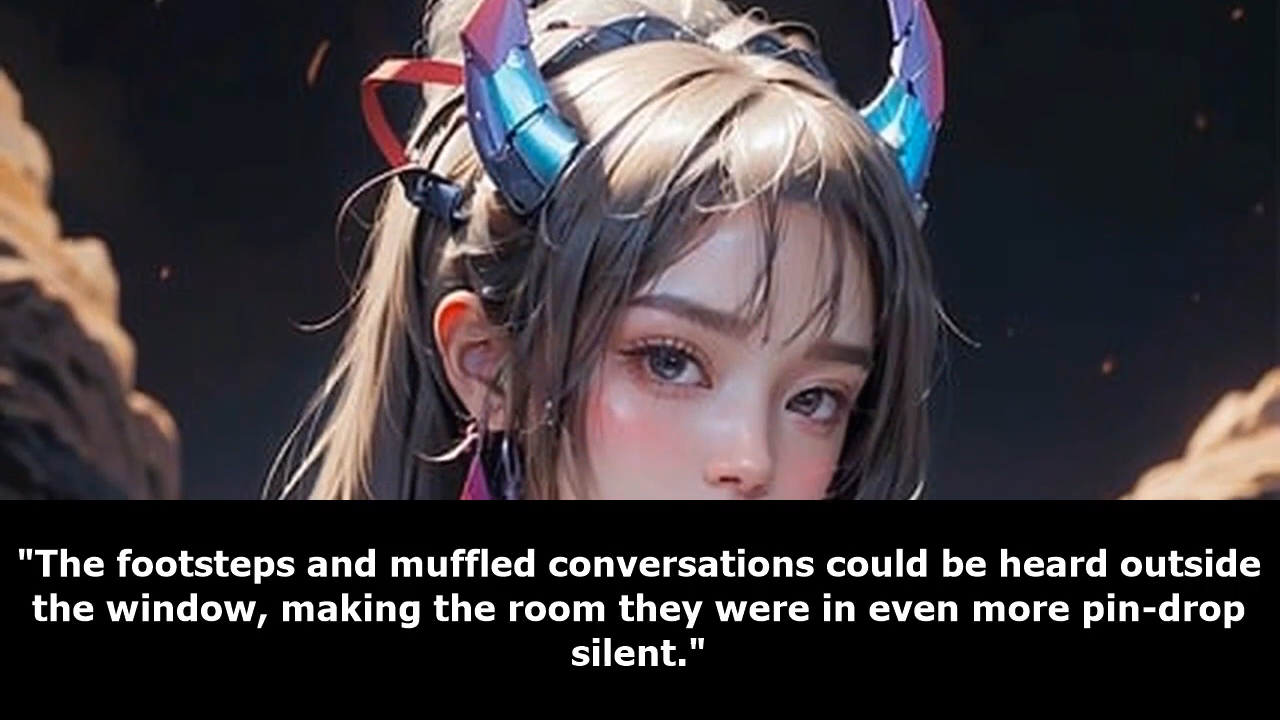 "The footsteps and muffled conversations could be heard outside
the window, making the room they were in even more pin-drop
silent."